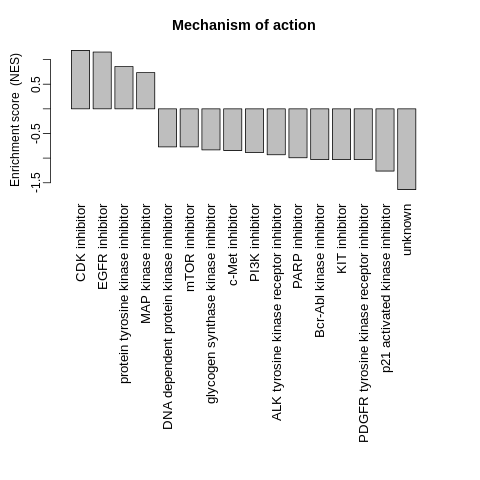 Mechanism of action
Enrichment score (NES)
0.5
-0.5
-1.5
CDK inhibitor
EGFR inhibitor
protein tyrosine kinase inhibitor
MAP kinase inhibitor
DNA dependent protein kinase inhibitor
mTOR inhibitor
glycogen synthase kinase inhibitor
c-Met inhibitor
PI3K inhibitor
ALK tyrosine kinase receptor inhibitor
PARP inhibitor
Bcr-Abl kinase inhibitor
KIT inhibitor
PDGFR tyrosine kinase receptor inhibitor
p21 activated kinase inhibitor
unknown